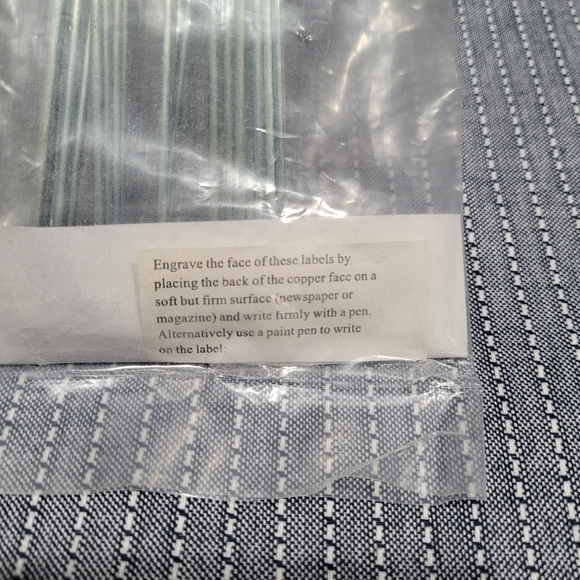 Engrave the face of these labels by
placing the back of the copper face on a
soft but firm surface (newspaper or
magazine) and write firmly with a pen.
Alternatively use a paint pen to write
on the label.